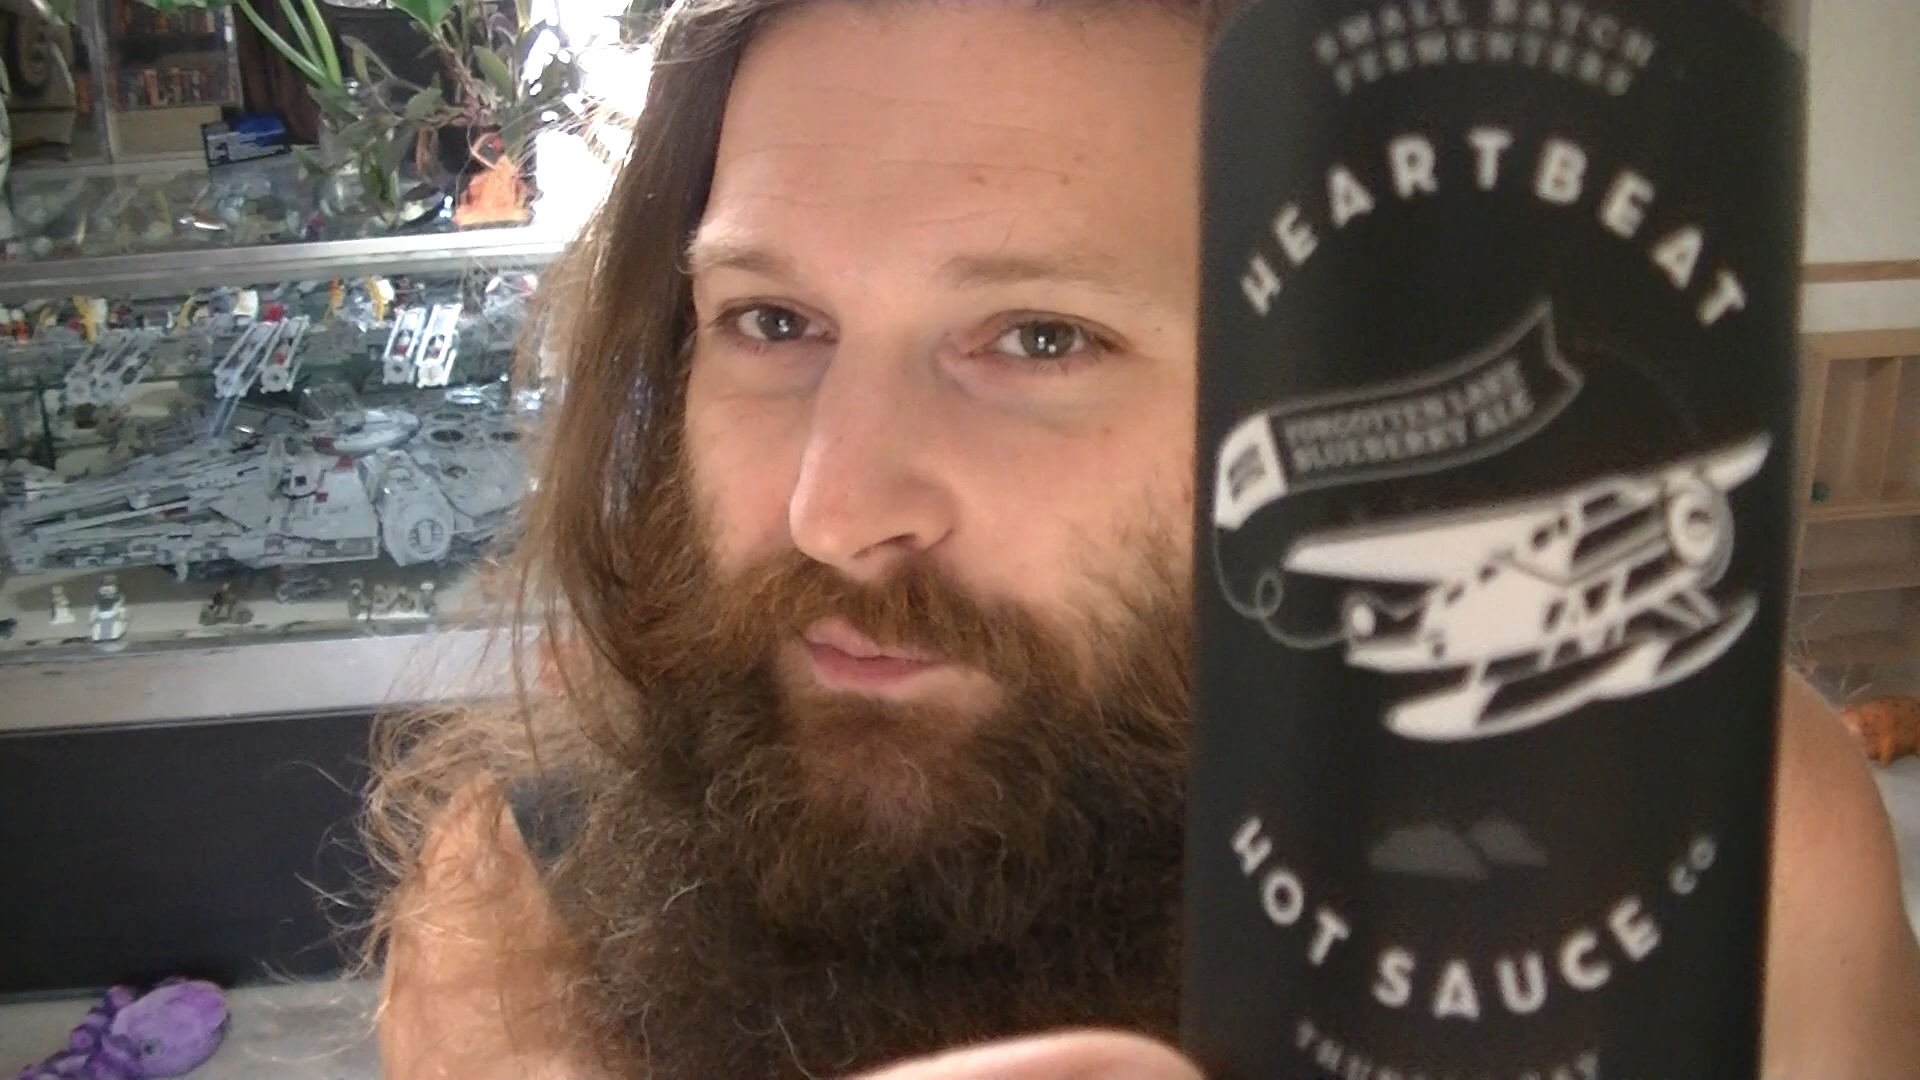 SMALL BATCH
FERMENTERS
HEARTBEAT
FORGOTTEN LAKE
BLUEBERRY ALE
HOT SAUCE CO